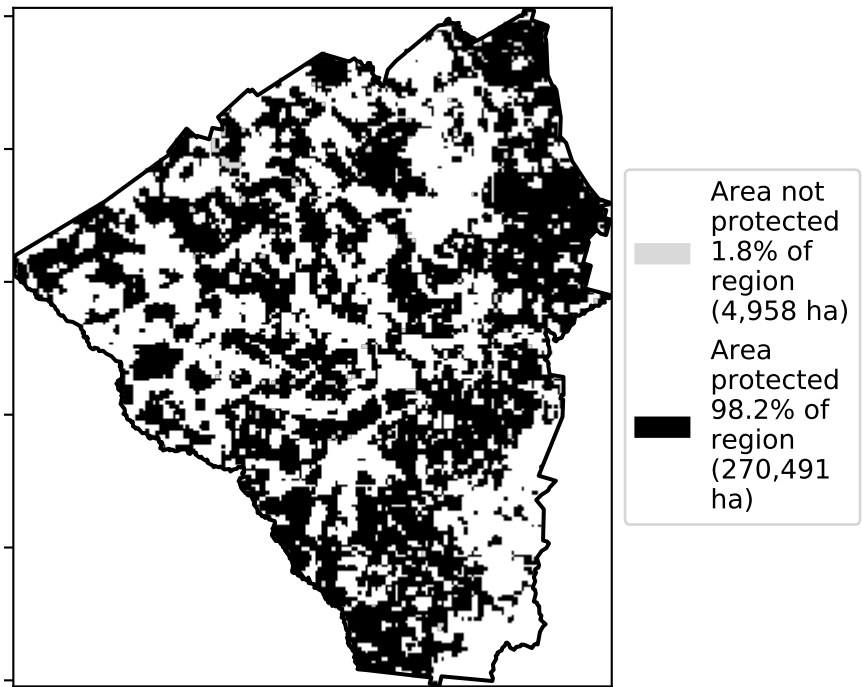 Area not
protected
1.8% of
region
(4,958 ha)
Area
protected
98.2% of
region
(270,491
ha)